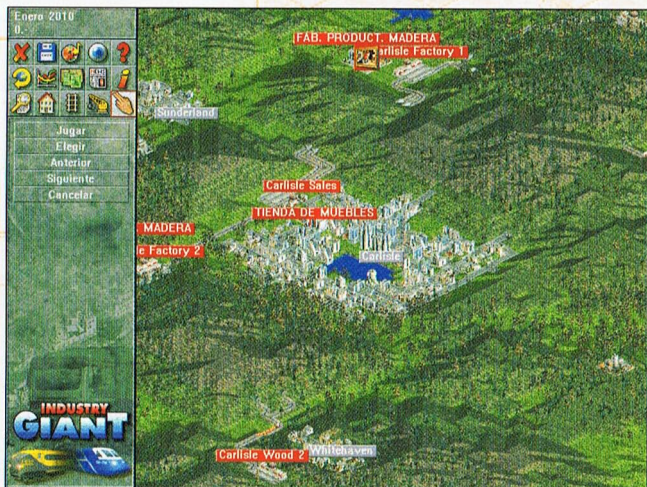 Enero 2010
0.-
Jugar
Elegir
Anterior
Siguiente
Cancelar
INDUSTRY
GIANT
FAB. PRODUCT. MADERA
arlisle Factory 1
Sunderland
Carlisle Sales
TIENDA DE MUEBLES
MADERA
e Factory 2
Carlisle
Carlisle Wood 2
Whitehaven